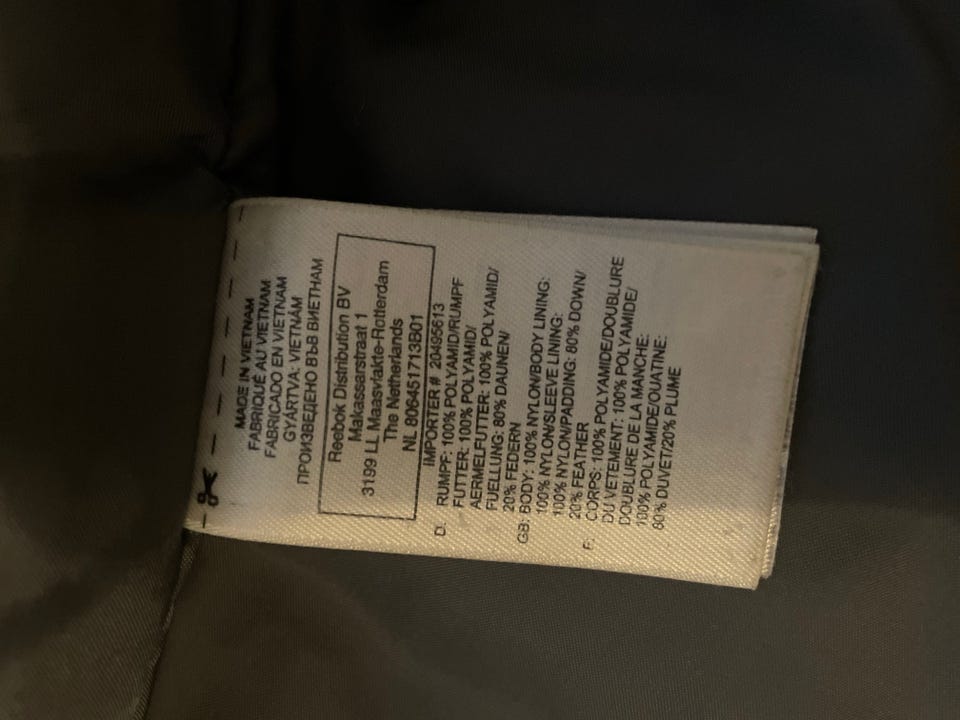 MADE IN VIETNAM
FABRIQUÉ AU VIETNAM
FABRICADO EN VIETNAM
GYÁRTVA: VIETNÁM
ПРОИЗВЕДЕНО ВЪВ ВИЕТНАМ
Reebok Distribution BV
Makassarstraat 1
3199 LL Maasvlakte-Rotterdam
The Netherlands
NL 806451713B01
IMPORTER # 20495613
D: RUMPF: 100% POLYAMID/RUMPF
FUTTER: 100% POLYAMID/
AERMELFUTTER: 100% POLYAMID/
FUELLUNG: 80% DAUNEN/
20% FEDERN
GB: BODY: 100% NYLON/BODY LINING:
100% NYLON/SLEEVE LINING:
100% NYLON/PADDING: 80% DOWN/
20% FEATHER
F: CORPS: 100% POLYAMIDE/DOUBLURE
DU VETEMENT: 100% POLYAMIDE/
DOUBLURE DE LA MANCHE:
100% POLYAMIDE/OUATINE:
80% DUVET/20% PLUME